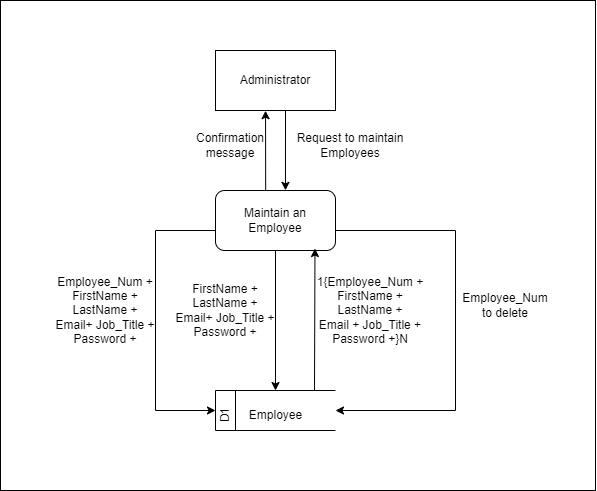 Administrator
Confirmation
message
Request to maintain
Employees
Maintain an
Employee
Employee_Num +
FirstName +
LastName +
Email+ Job_Title +
Password +
FirstName +
LastName +
Email+ Job_Title +
Password +
1{Employee_Num +
FirstName +
LastName +
Email + Job_Title +
Password +}N
Employee_Num
to delete
D1
Employee